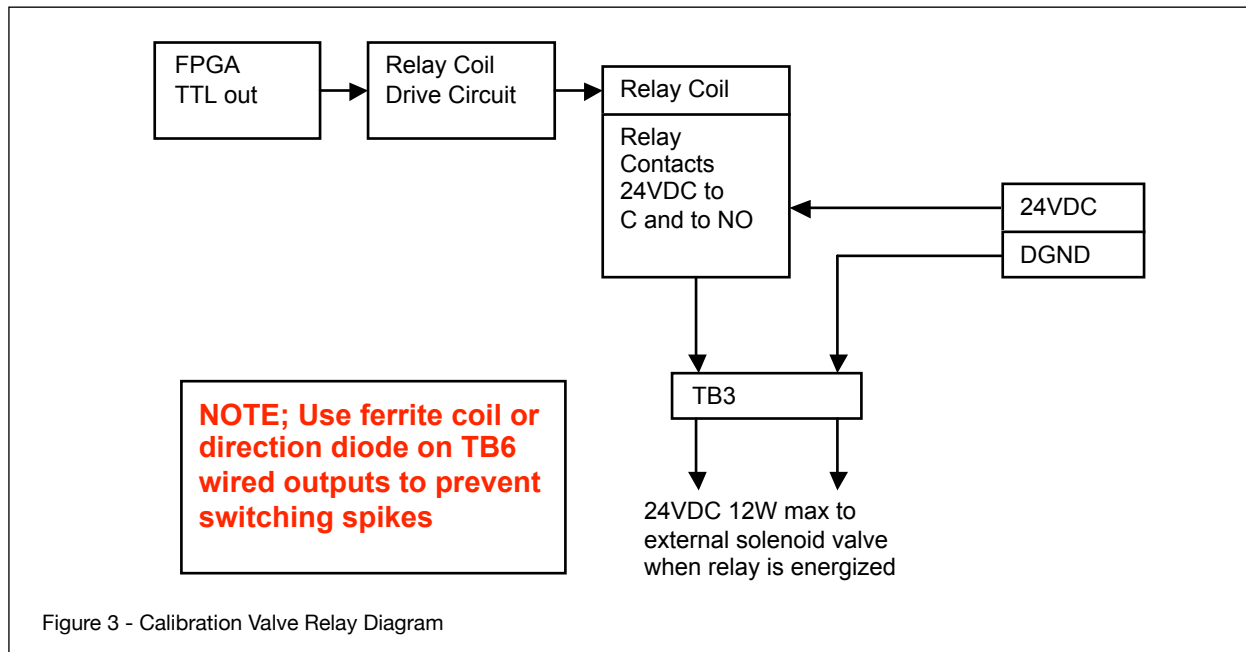 FPGA
TTL out
Relay Coil
Drive Circuit
Relay Coil
Relay
Contacts
24VDC to
C and to NO
24VDC
DGND
TB3
NOTE; Use ferrite coil or
direction diode on TB6
wired outputs to prevent
switching spikes
24VDC 12W max to
external solenoid valve
when relay is energized
Figure 3 - Calibration Valve Relay Diagram